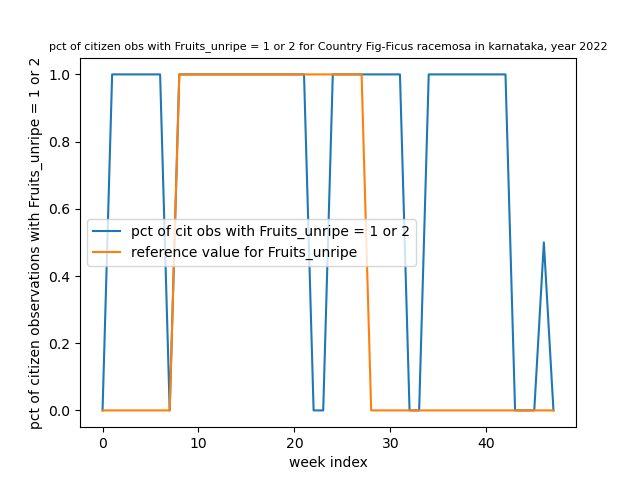 pct of citizen obs with Fruits_unripe = 1 or 2 for Country Fig-Ficus racemosa in karnataka, year 2022
pct of citizen observations with Fruits_unripe = 1 or 2
1.0
0.8
0.6
0.4
0.2
0.0
pct of cit obs with Fruits_unripe = 1 or 2
reference value for Fruits_unripe
0 10 20 30 40
week index